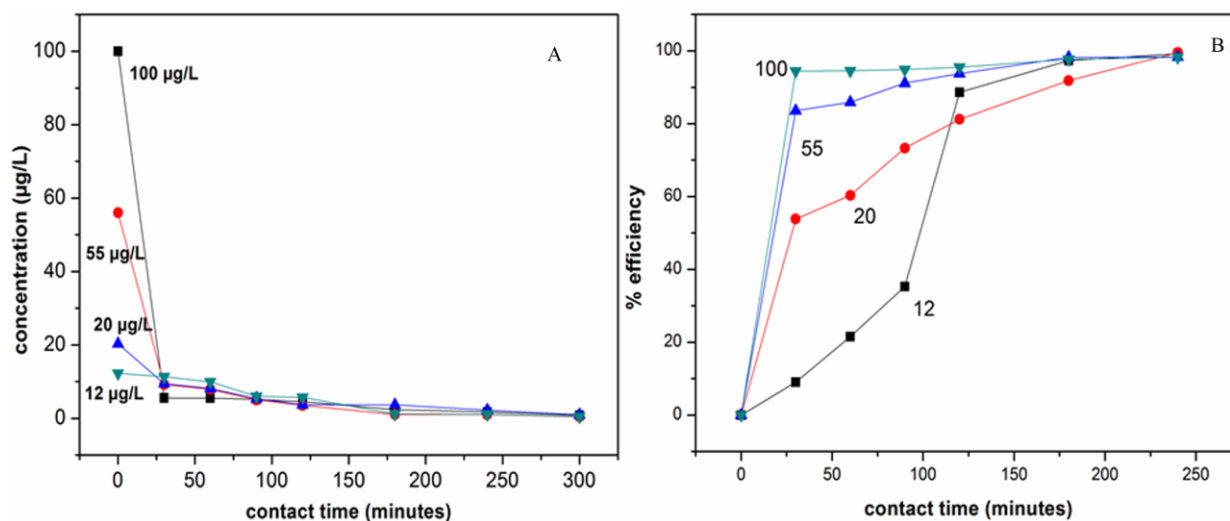 A
100 µg/L
55 µg/L
20 µg/L
12 µg/L
100
80
60
40
20
0
concentration (µg/L)
0 50 100 150 200 250 300
contact time (minutes)
B
100
55
20
12
100
80
60
40
20
0
% efficiency
0 50 100 150 200 250
contact time (minutes)